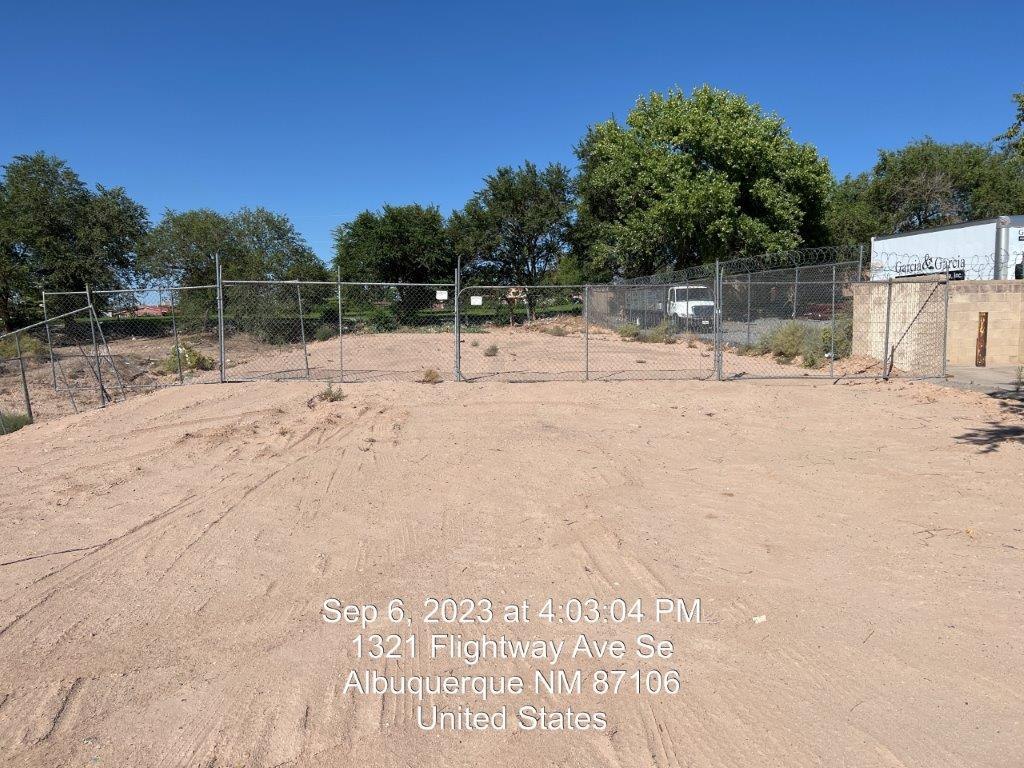 Garcia & Garcia
Sep 6, 2023 at 4:03:04 PM
1321 Flightway Ave Se
Albuquerque NM 87106
United States